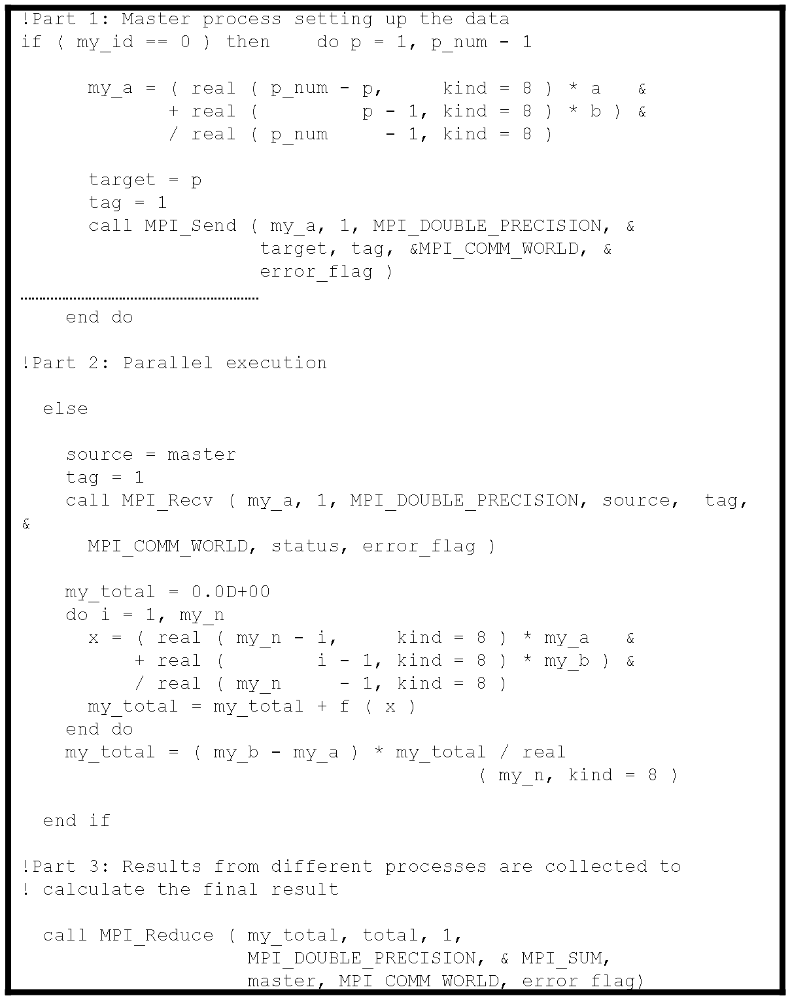 !Part 1: Master process setting up the data
if ( my_id == 0 ) then    do p = 1, p_num - 1
      my_a = ( real ( p_num - p,     kind = 8 ) * a   &
             + real (         p - 1, kind = 8 ) * b ) &
             / real ( p_num     - 1, kind = 8 )
      target = p
      tag = 1
      call MPI_Send ( my_a, 1, MPI_DOUBLE_PRECISION, &
                     target, tag, &MPI_COMM_WORLD, &
                     error_flag )
……………………………………………………………
    end do
!Part 2: Parallel execution
  else
    source = master
    tag = 1
    call MPI_Recv ( my_a, 1, MPI_DOUBLE_PRECISION, source,  tag,
&
      MPI_COMM_WORLD, status, error_flag )
    my_total = 0.0D+00
    do i = 1, my_n
      x = ( real ( my_n - i,     kind = 8 ) * my_a   &
          + real (        i - 1, kind = 8 ) * my_b ) &
          / real ( my_n     - 1, kind = 8 )
      my_total = my_total + f ( x )
    end do
    my_total = ( my_b - my_a ) * my_total / real
                                        ( my_n, kind = 8 )
  end if
!Part 3: Results from different processes are collected to
! calculate the final result
  call MPI_Reduce ( my_total, total, 1,
                    MPI_DOUBLE_PRECISION, & MPI_SUM,
                    master, MPI_COMM_WORLD, error_flag)